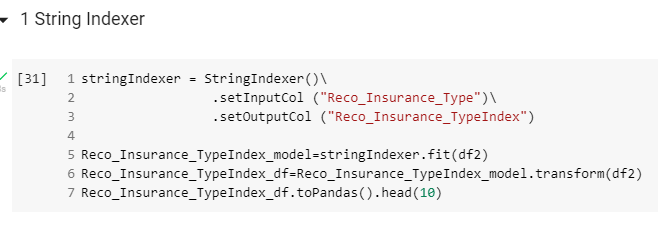 1 String Indexer
[31] 1 stringIndexer = StringIndexer()\
2 .setInputCol ("Reco_Insurance_Type")\
3 .setOutputCol ("Reco_Insurance_TypeIndex")
4
5 Reco_Insurance_TypeIndex_model=stringIndexer.fit(df2)
6 Reco_Insurance_TypeIndex_df=Reco_Insurance_TypeIndex_model.transform(df2)
7 Reco_Insurance_TypeIndex_df.toPandas().head(10)